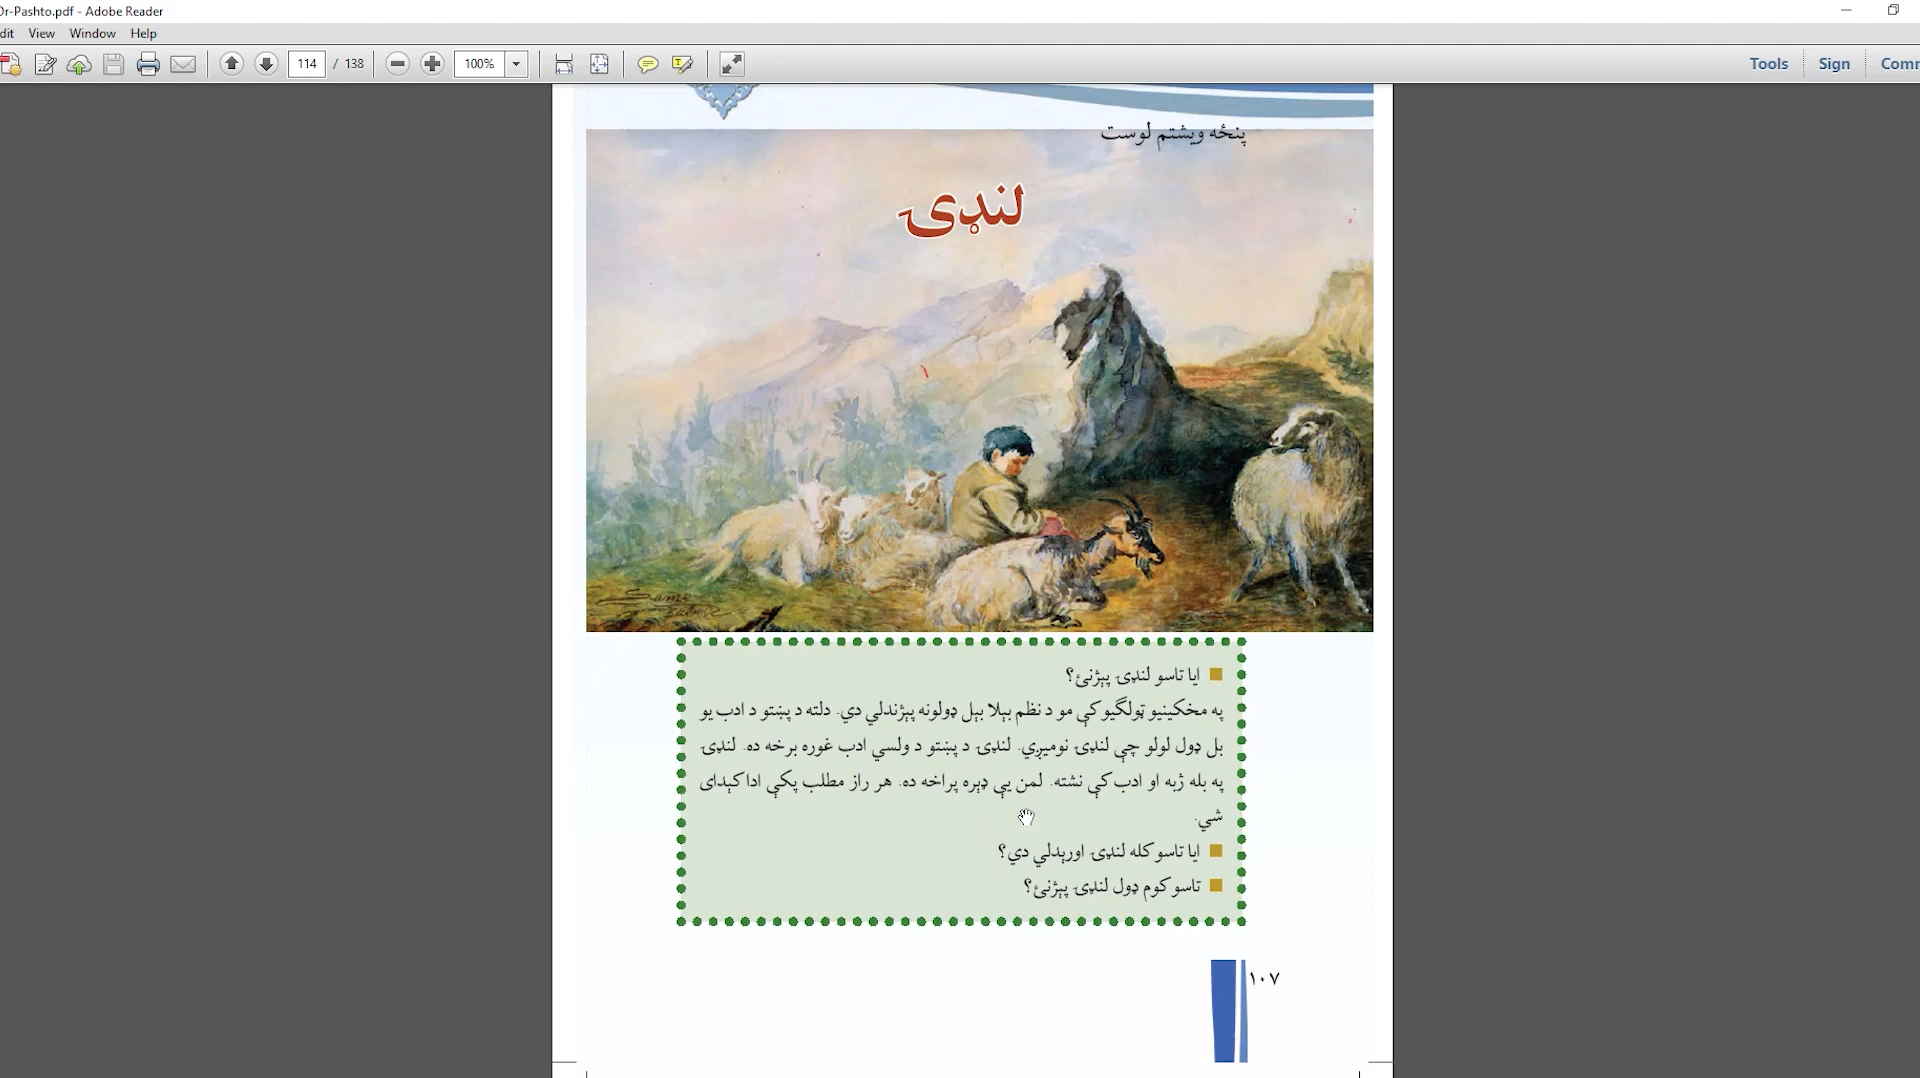 Or-Pashto.pdf - Adobe Reader
dit View Window Help
114 / 138 100% Tools Sign Comm
پنځه ویشتم لوست
لنډۍ
ایا تاسو لنډۍ پېژنئ؟
په مخکینیو ټولګیو کې مو د نظم بېلا بېل ډولونه پېژندلي دي. دلته د پښتو د ادب یو
بل ډول لولو چې لنډۍ نومیږي. لنډۍ د پښتو د ولسي ادب غوره برخه ده. لنډۍ
په بله ژبه او ادب کې نشته. لمن یې ډېره پراخه ده. هر راز مطلب پکې ادا کېدای
شي.
ایا تاسو کله لنډۍ اورېدلي دي؟
تاسو کوم ډول لنډۍ پېژنئ؟
۱۰۷